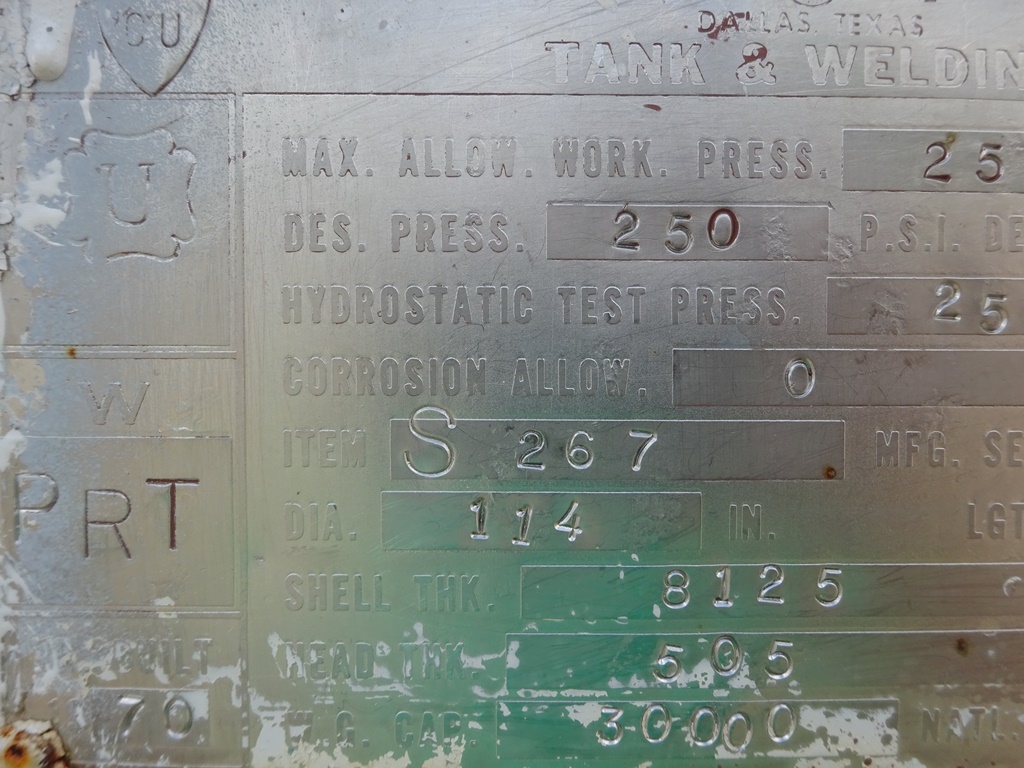 CU
DALLAS, TEXAS
TANK & WELDIN
U
MAX. ALLOW. WORK. PRESS. 25
DES. PRESS. 250 P.S.I. DE
HYDROSTATIC TEST PRESS. 25
CORROSION ALLOW. 0
W
ITEM S 267 MFG. SE
PRT
DIA. 114 IN. LGT
SHELL THK. 8125
BUILT
HEAD THK. 505
70
W.G. CAP. 30000 NATL.